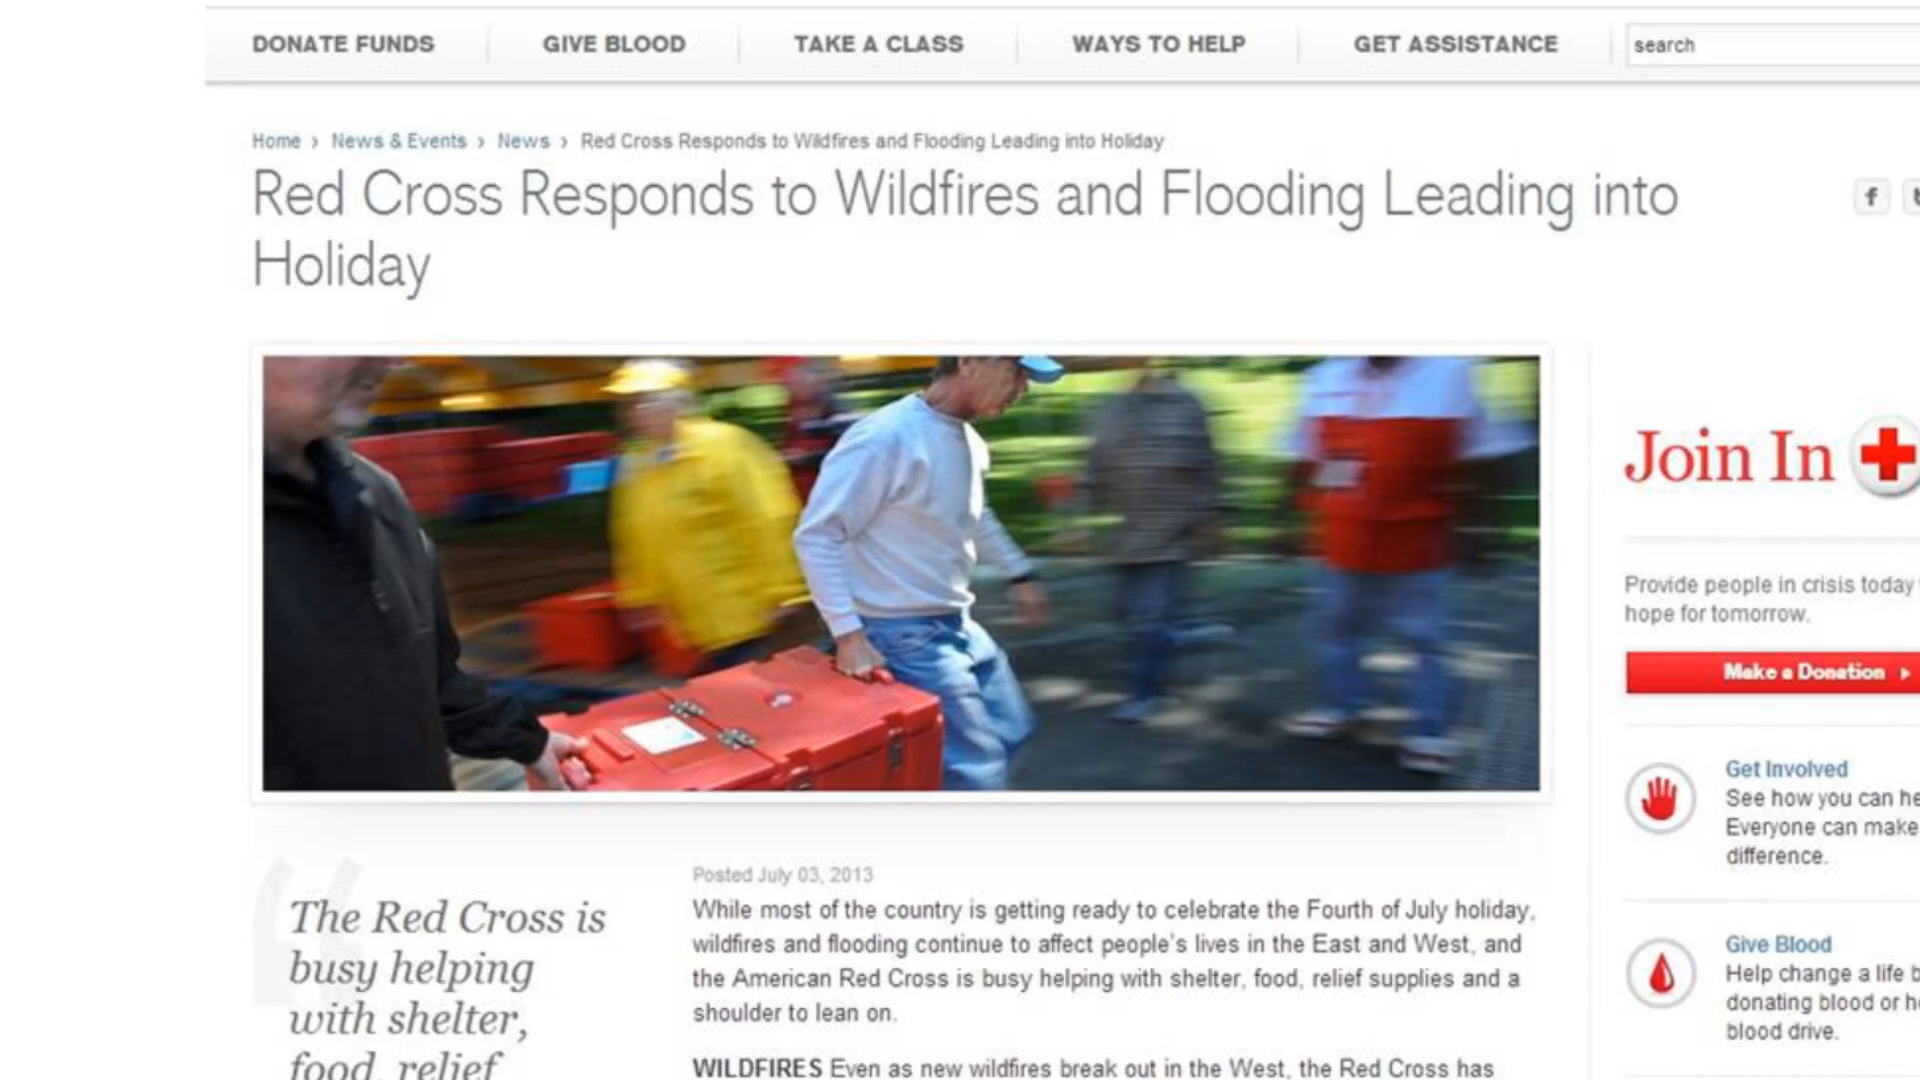 DONATE FUNDS
GIVE BLOOD
TAKE A CLASS
WAYS TO HELP
GET ASSISTANCE
search
Home › News & Events › News › Red Cross Responds to Wildfires and Flooding Leading into Holiday
Red Cross Responds to Wildfires and Flooding Leading into
Holiday
f
The Red Cross is
busy helping
with shelter,
food, relief
Posted July 03, 2013
While most of the country is getting ready to celebrate the Fourth of July holiday,
wildfires and flooding continue to affect people's lives in the East and West, and
the American Red Cross is busy helping with shelter, food, relief supplies and a
shoulder to lean on.
WILDFIRES Even as new wildfires break out in the West, the Red Cross has
Join In
Provide people in crisis today
hope for tomorrow.
Make a Donation
Get Involved
See how you can he
Everyone can make
difference.
Give Blood
Help change a life b
donating blood or h
blood drive.